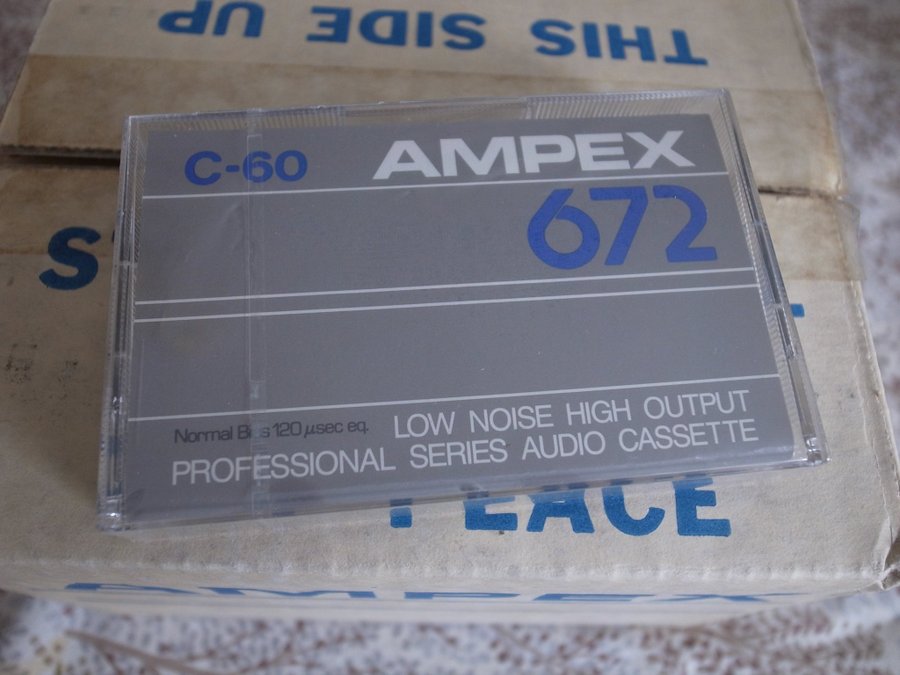 THIS SIDE UP
C-60
AMPEX
672
Normal Bias 120 µsec eq.
LOW NOISE HIGH OUTPUT
PROFESSIONAL SERIES AUDIO CASSETTE
AMPEX